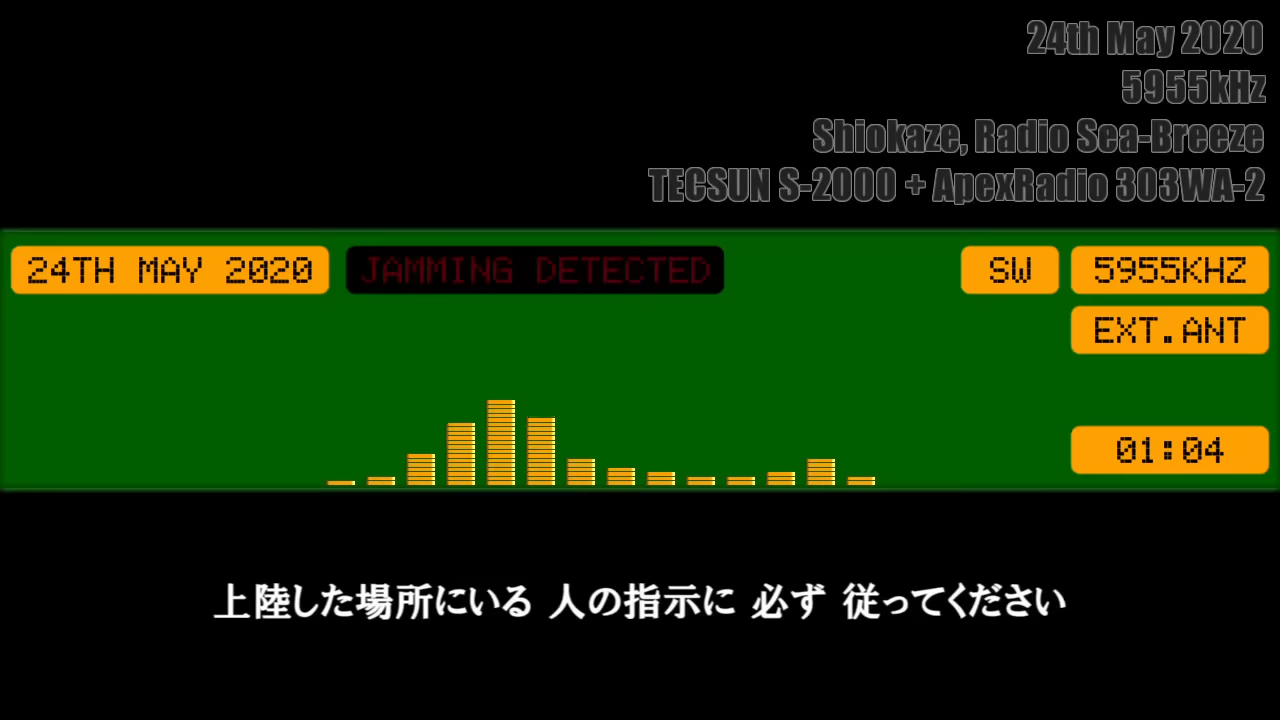 24th May 2020
5955kHz
Shiokaze, Radio Sea-Breeze
TECSUN S-2000 + ApexRadio 303WA-2
24TH MAY 2020 JAMMING DETECTED SW 5955KHZ
EXT.ANT
01:04
上陸した場所にいる 人の指示に 必ず 従ってください